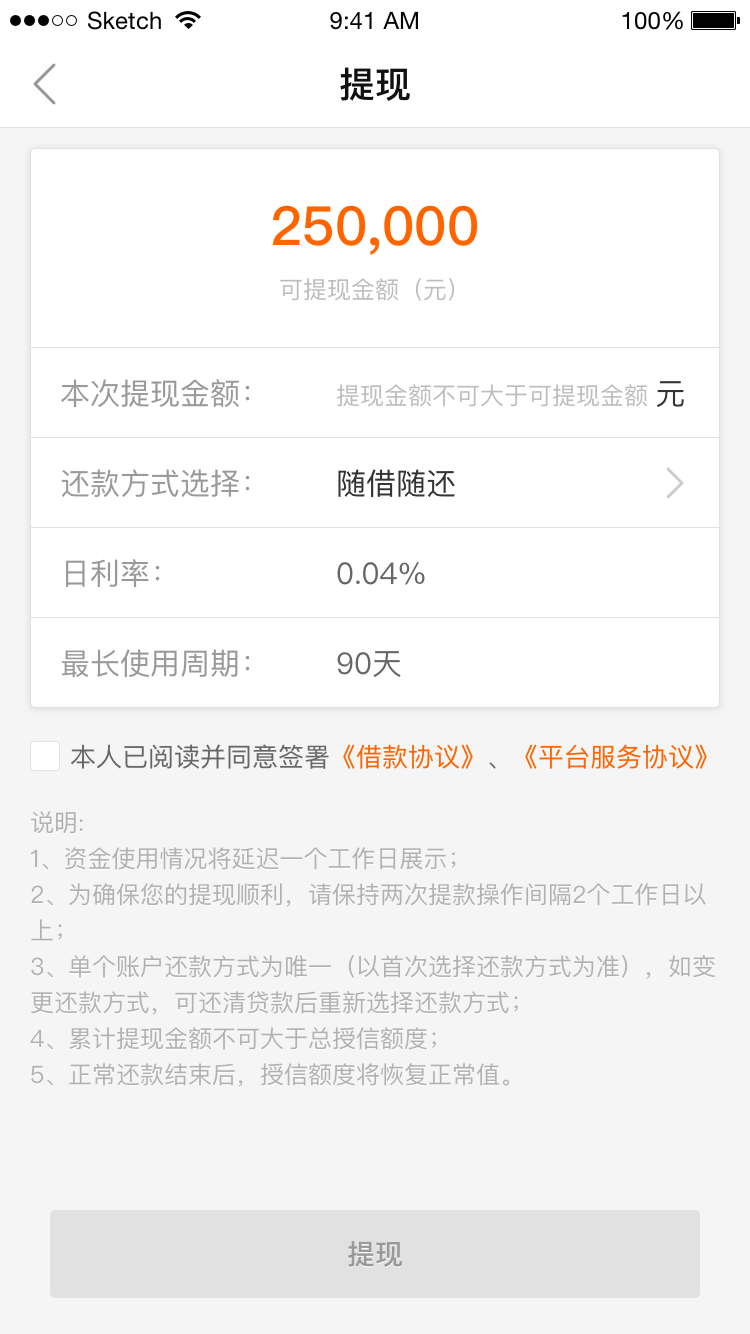 Sketch 9:41 AM 100%
提现
250,000
可提现金额（元）
本次提现金额： 提现金额不可大于可提现金额 元
还款方式选择： 随借随还
日利率： 0.04%
最长使用周期： 90天
本人已阅读并同意签署《借款协议》、《平台服务协议》
说明:
1、资金使用情况将延迟一个工作日展示；
2、为确保您的提现顺利，请保持两次提款操作间隔2个工作日以
上；
3、单个账户还款方式为唯一（以首次选择还款方式为准），如变
更还款方式，可还清贷款后重新选择还款方式；
4、累计提现金额不可大于总授信额度；
5、正常还款结束后，授信额度将恢复正常值。
提现